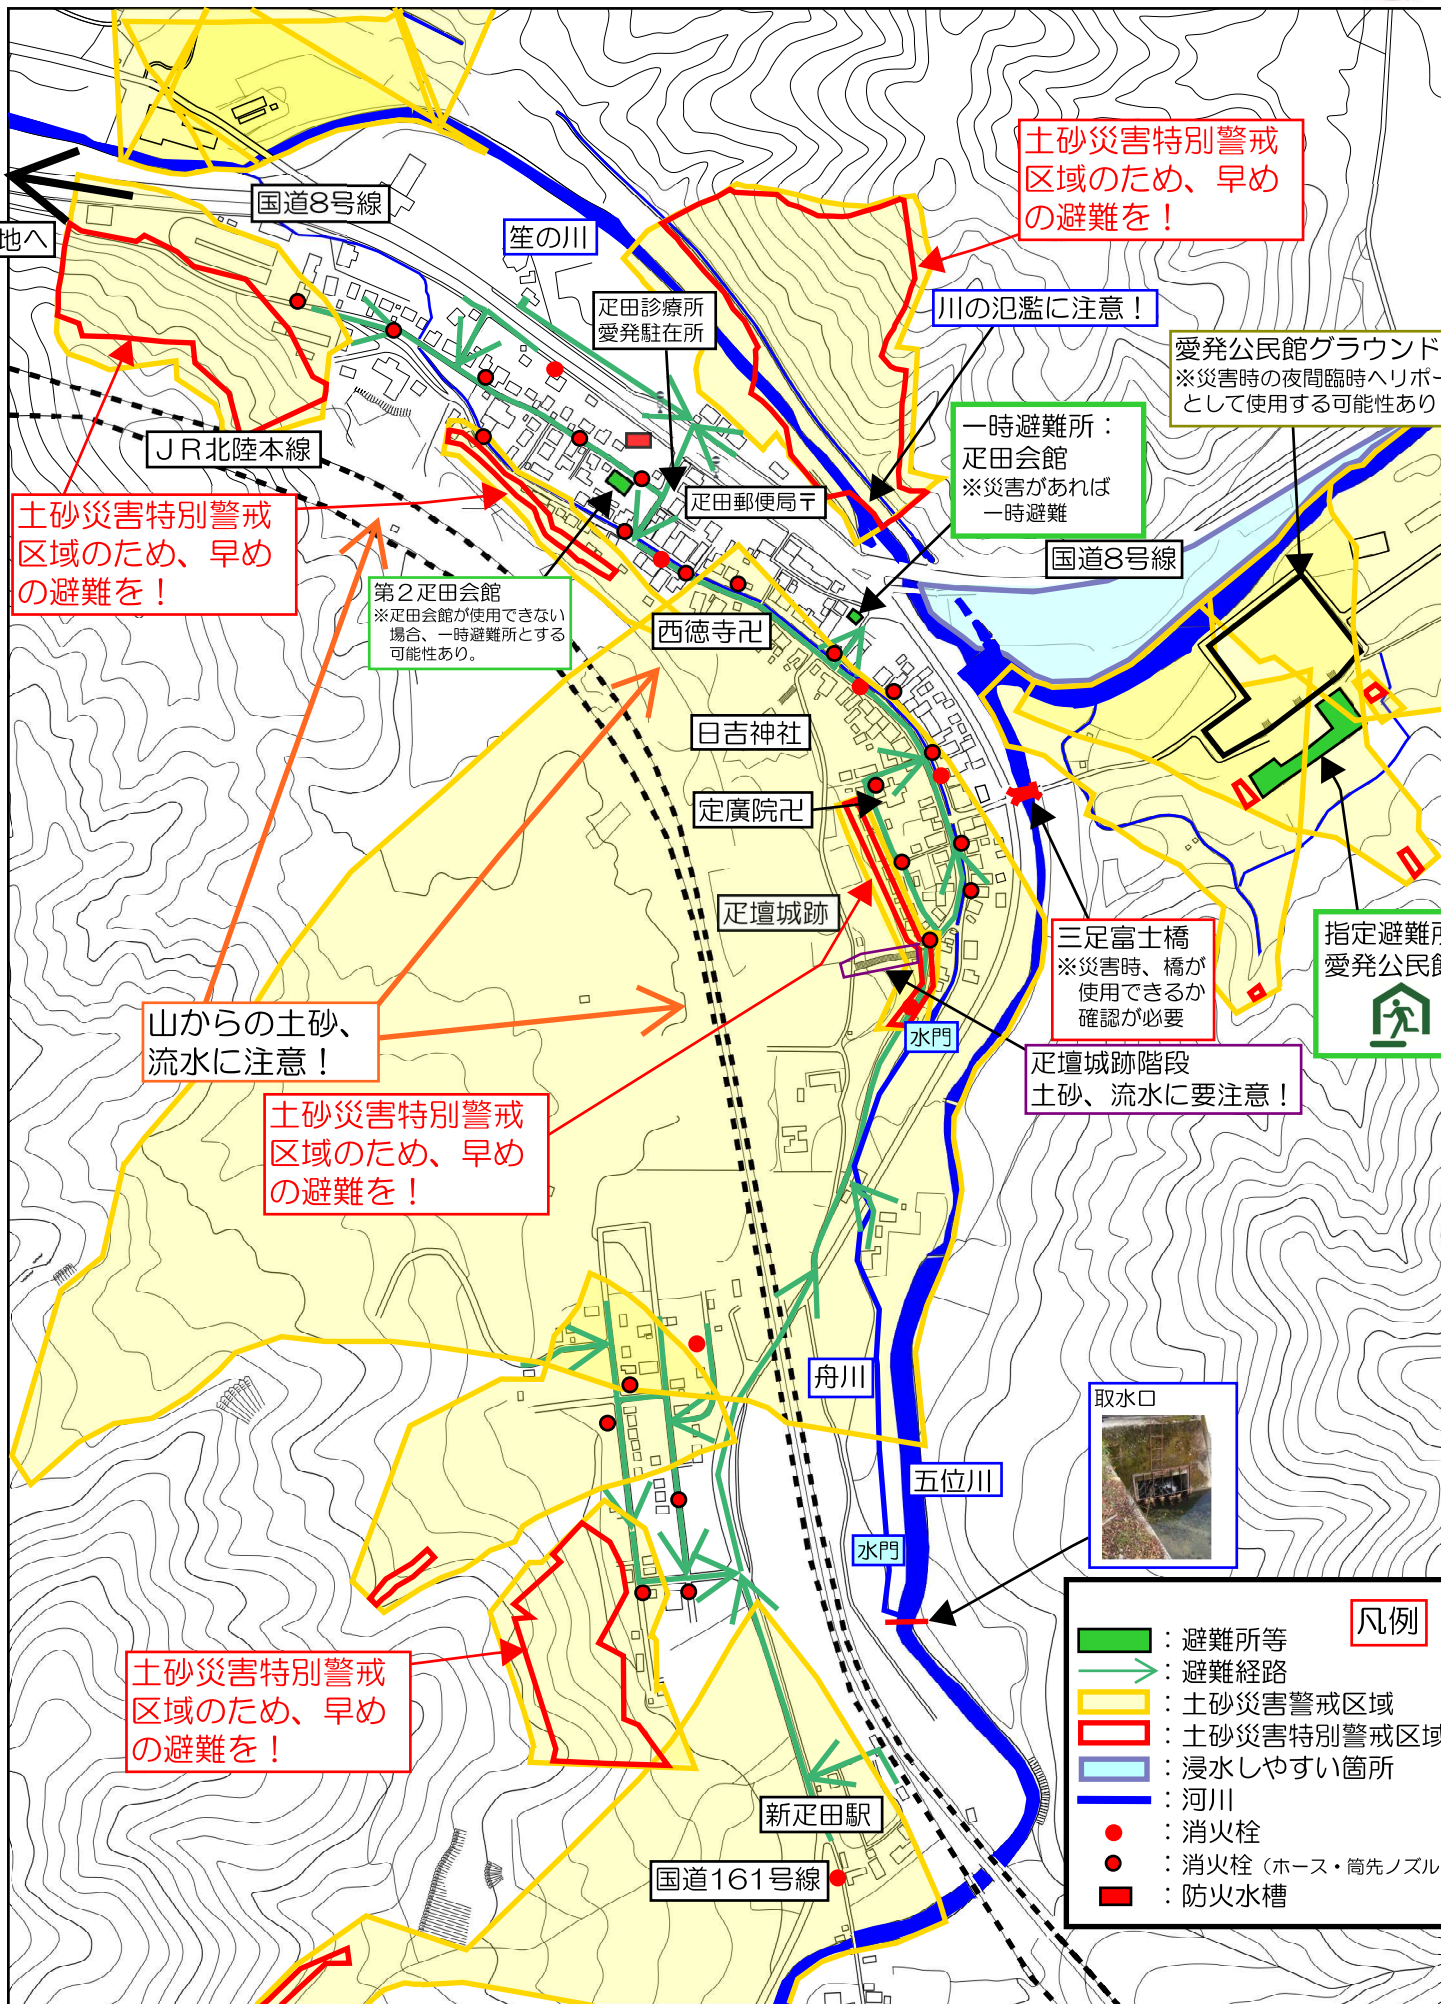 土砂災害特別警戒
区域のため、早め
の避難を！
国道8号線
地へ
笙の川
疋田診療所
愛発駐在所
川の氾濫に注意！
愛発公民館グラウンド
※災害時の夜間臨時ヘリポー
として使用する可能性あり
一時避難所：
疋田会館
※災害があれば
一時避難
ＪＲ北陸本線
疋田郵便局〒
土砂災害特別警戒
区域のため、早め
の避難を！
国道8号線
第２疋田会館
※疋田会館が使用できない
場合、一時避難所とする
可能性あり。
西徳寺卍
日吉神社
定廣院卍
疋壇城跡
三足富士橋
※災害時、橋が
使用できるか
確認が必要
指定避難所
愛発公民館
山からの土砂、
流水に注意！
水門
疋壇城跡階段
土砂、流水に要注意！
土砂災害特別警戒
区域のため、早め
の避難を！
舟川
取水口
五位川
水門
土砂災害特別警戒
区域のため、早め
の避難を！
新疋田駅
国道161号線
凡例
：避難所等
：避難経路
：土砂災害警戒区域
：土砂災害特別警戒区域
：浸水しやすい箇所
：河川
：消火栓
：消火栓（ホース・筒先ノズル
：防火水槽